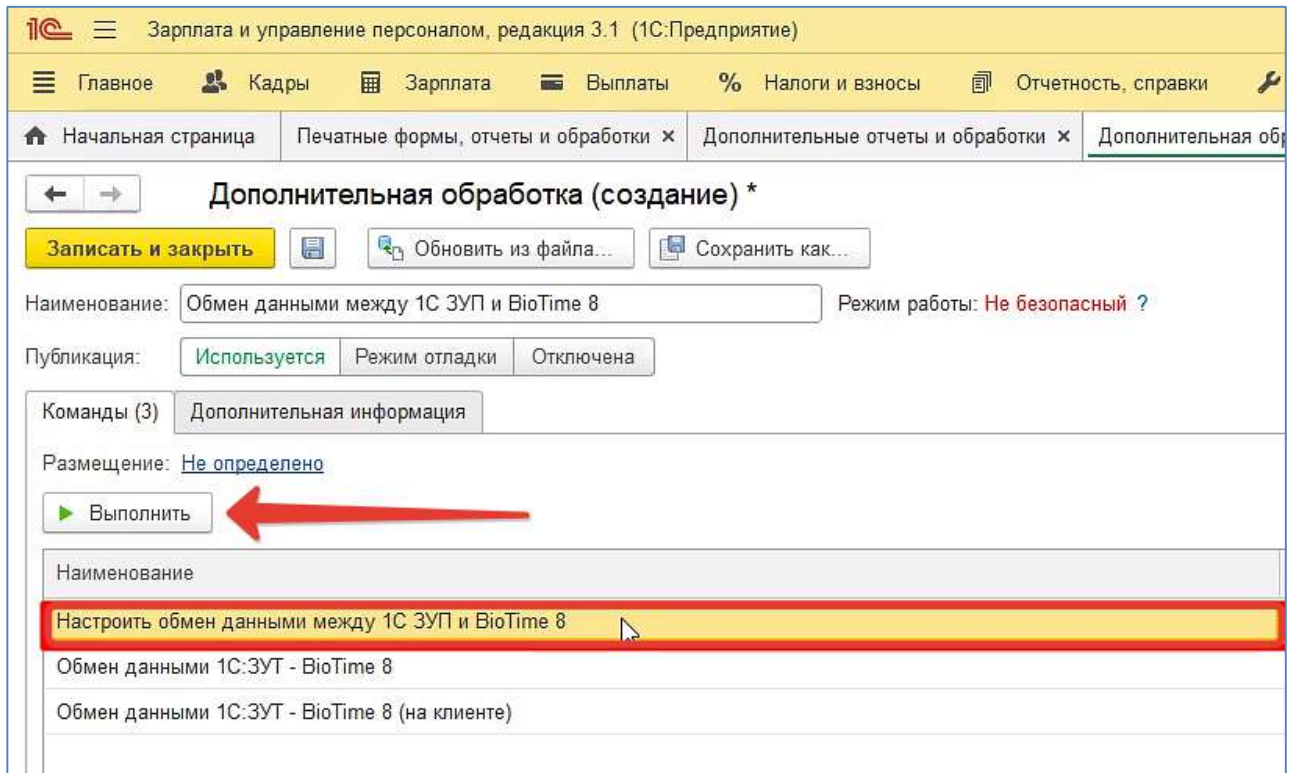 1С Зарплата и управление персоналом, редакция 3.1 (1С:Предприятие)
Главное Кадры Зарплата Выплаты % Налоги и взносы Отчетность, справки
Начальная страница Печатные формы, отчеты и обработки × Дополнительные отчеты и обработки × Дополнительная обр
Дополнительная обработка (создание) *
Записать и закрыть Обновить из файла... Сохранить как...
Наименование: Обмен данными между 1С ЗУП и BioTime 8 Режим работы: Не безопасный ?
Публикация: Используется Режим отладки Отключена
Команды (3) Дополнительная информация
Размещение: Не определено
Выполнить
Наименование
Настроить обмен данными между 1С ЗУП и BioTime 8
Обмен данными 1С:ЗУТ - BioTime 8
Обмен данными 1С:ЗУТ - BioTime 8 (на клиенте)